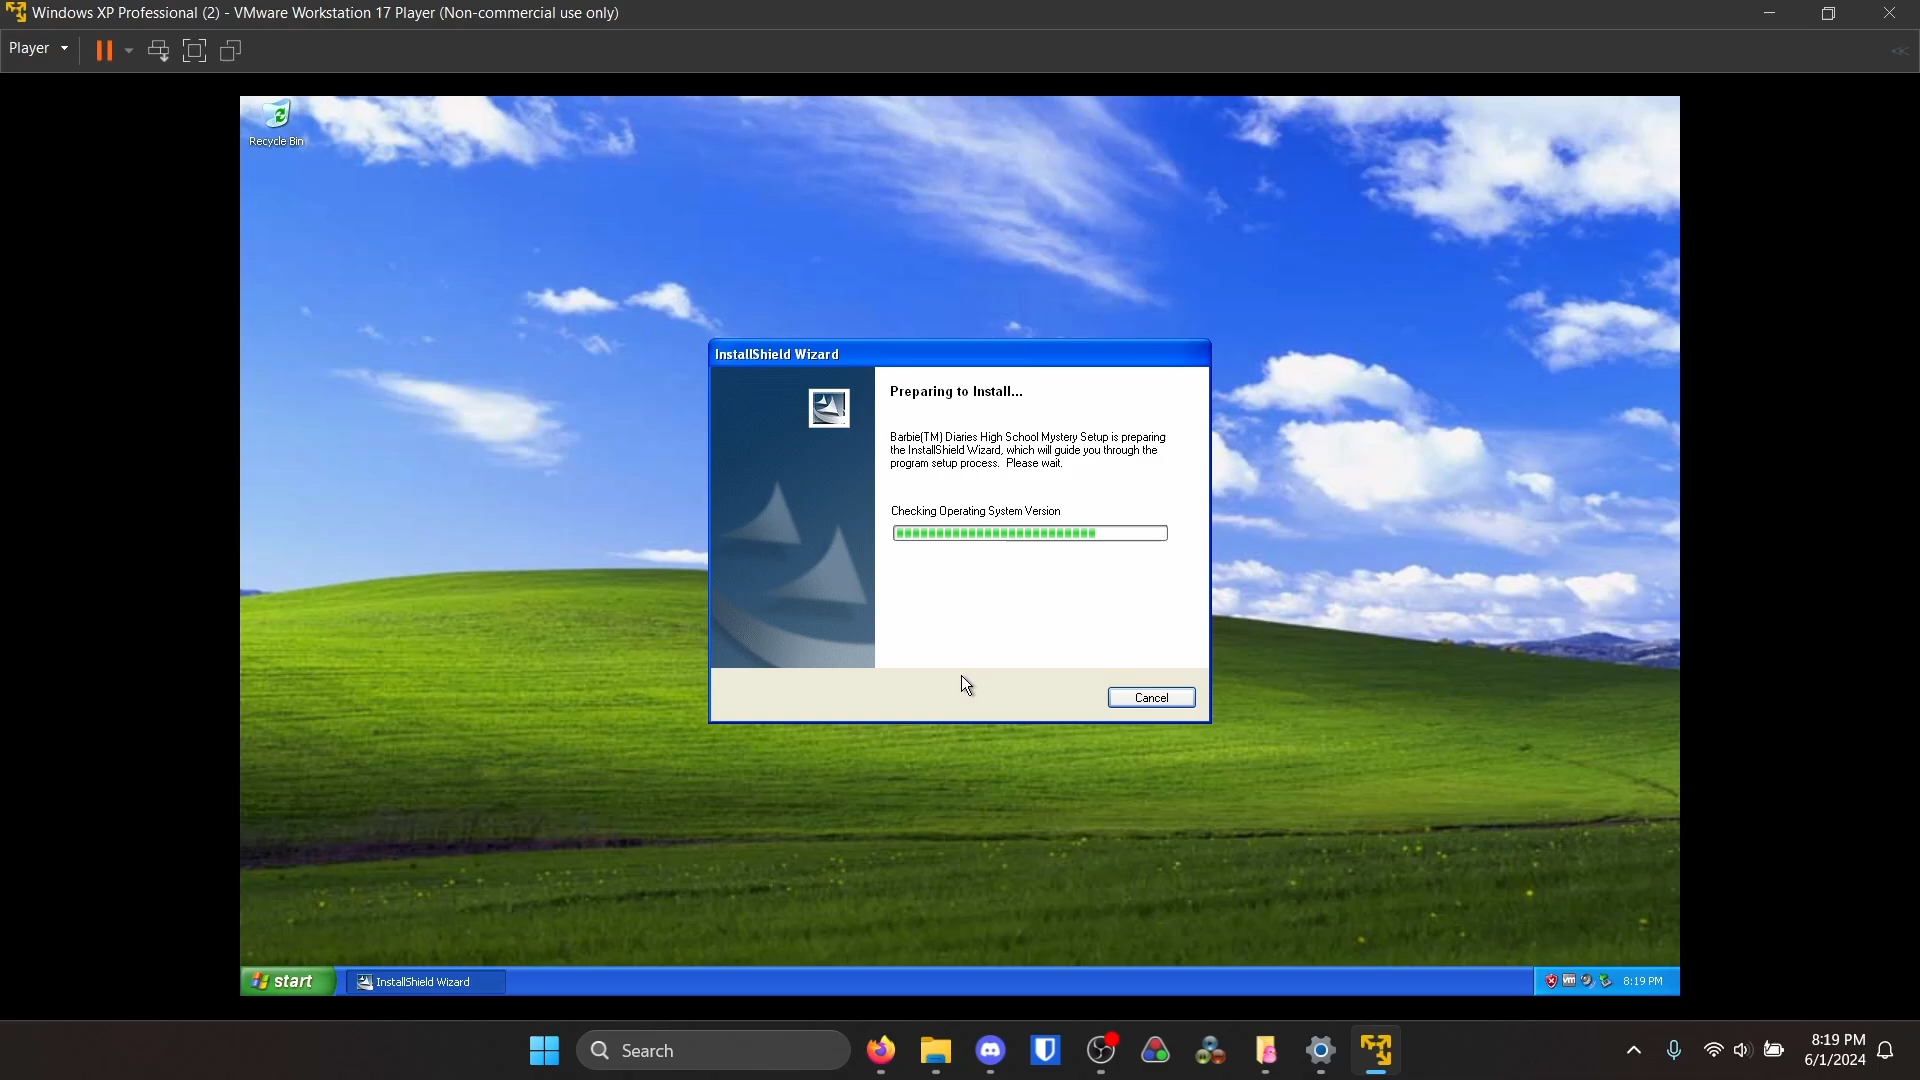 Windows XP Professional (2) - VMware Workstation 17 Player (Non-commercial use only)
Player
Recycle Bin
InstallShield Wizard
Preparing to Install...
Barbie(TM) Diaries High School Mystery Setup is preparing
the InstallShield Wizard, which will guide you through the
program setup process.  Please wait.
Checking Operating System Version
Cancel
start
InstallShield Wizard
8:19 PM
Search
8:19 PM
6/1/2024